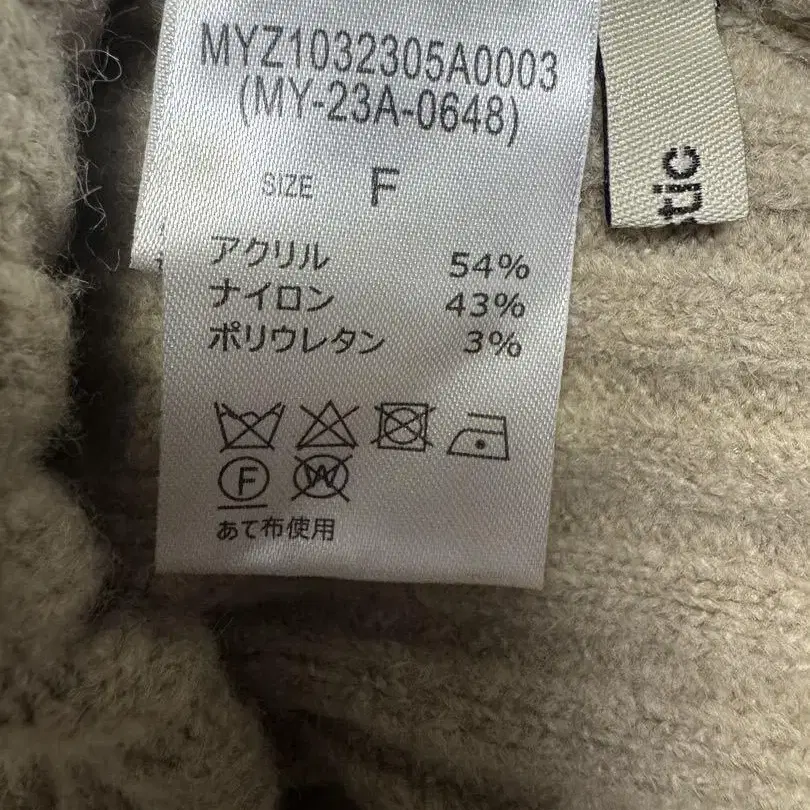 MYZ1032305A0003
(MY-23A-0648)
SIZE F
アクリル 54%
ナイロン 43%
ポリウレタン 3%
F
W
あて布使用
tic